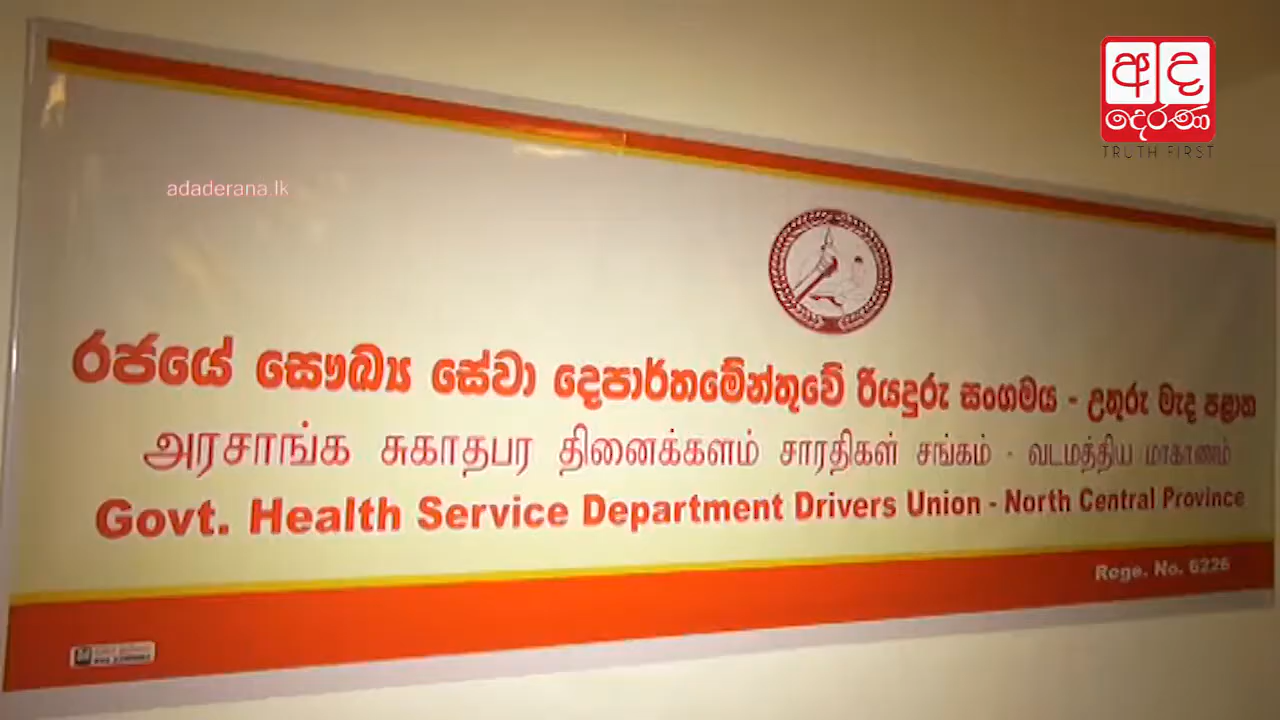 අද
දෙරණ
TRUTH FIRST
adaderana.lk
රජයේ සෞඛ්‍ය සේවා දෙපාර්තමේන්තුවේ රියදුරු සංගමය - උතුරු මැද පළාත
அரசாங்க சுகாதபர தினைக்களம் சாரதிகள் சங்கம் - வடமத்திய மாகாணம்
Govt. Health Service Department Drivers Union - North Central Province
Rege. No. 6226